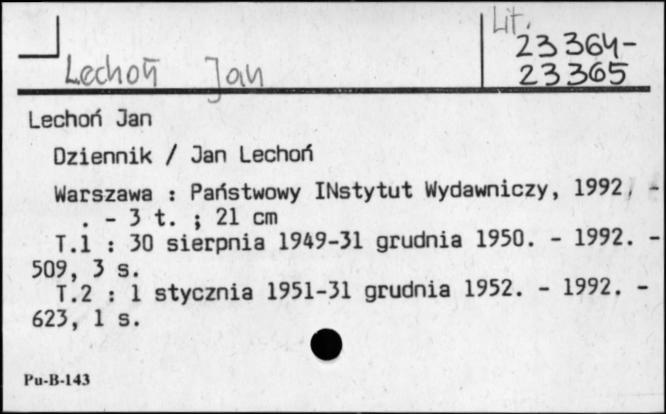 Lit.
23364-
23365
Lechoń Jan
Lechoń Jan
Dziennik / Jan Lechoń
Warszawa : Państwowy INstytut Wydawniczy, 1992, -
. - 3 t. ; 21 cm
T.1 : 30 sierpnia 1949-31 grudnia 1950. - 1992. -
509, 3 s.
T.2 : 1 stycznia 1951-31 grudnia 1952. - 1992. -
623, 1 s.
Pu-B-143